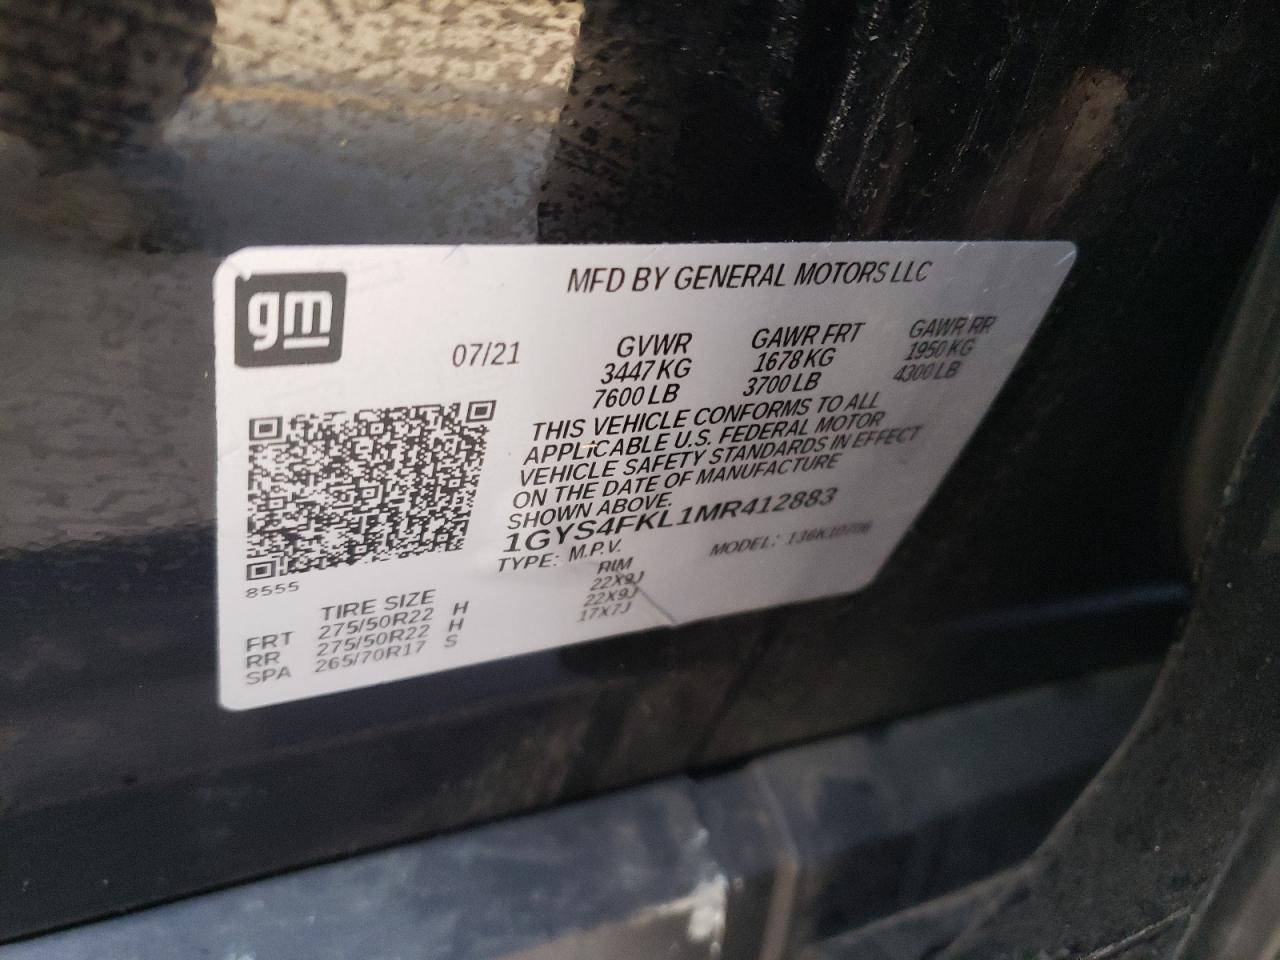 gm
MFD BY GENERAL MOTORS LLC
07/21
GVWR GAWR FRT GAWR RR
3447 KG 1678 KG 1950 KG
7600 LB 3700 LB 4300 LB
THIS VEHICLE CONFORMS TO ALL
APPLICABLE U.S. FEDERAL MOTOR
VEHICLE SAFETY STANDARDS IN EFFECT
ON THE DATE OF MANUFACTURE
SHOWN ABOVE.
1GYS4FKL1MR412883
TYPE: M.P.V. MODEL:
8555
TIRE SIZE RIM
FRT 275/50R22 H 22X9J
RR 275/50R22 H 22X9J
SPA 265/70R17 S 17X7J